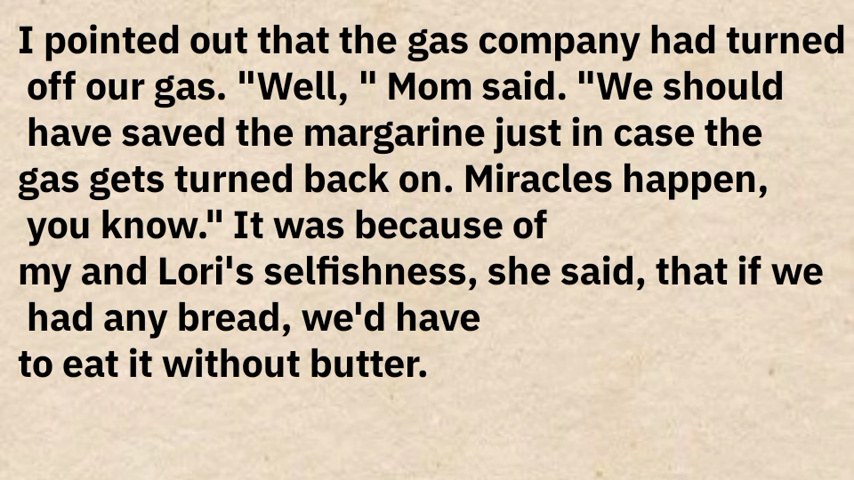 I pointed out that the gas company had turned
off our gas. "Well, " Mom said. "We should
have saved the margarine just in case the
gas gets turned back on. Miracles happen,
you know." It was because of
my and Lori's selfishness, she said, that if we
had any bread, we'd have
to eat it without butter.